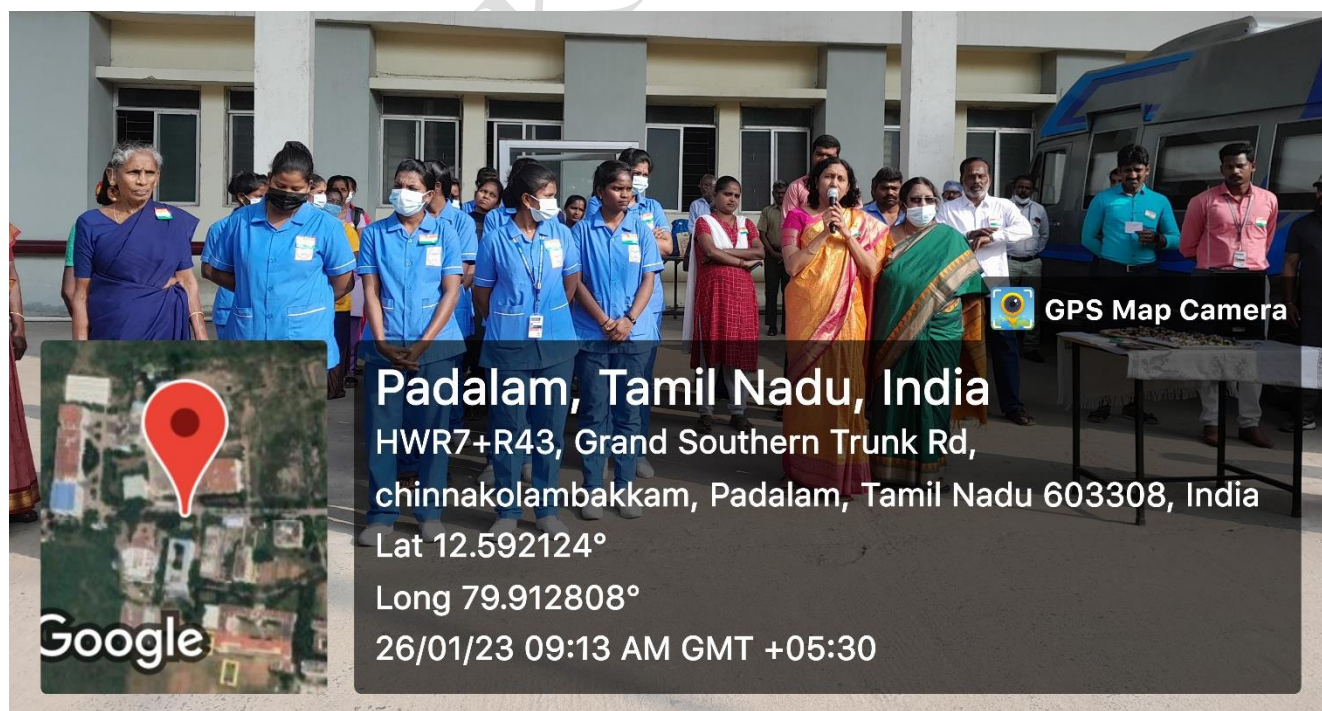 GPS Map Camera
Padalam, Tamil Nadu, India
HWR7+R43, Grand Southern Trunk Rd,
chinnakolambakkam, Padalam, Tamil Nadu 603308, India
Lat 12.592124°
Long 79.912808°
26/01/23 09:13 AM GMT +05:30
Google